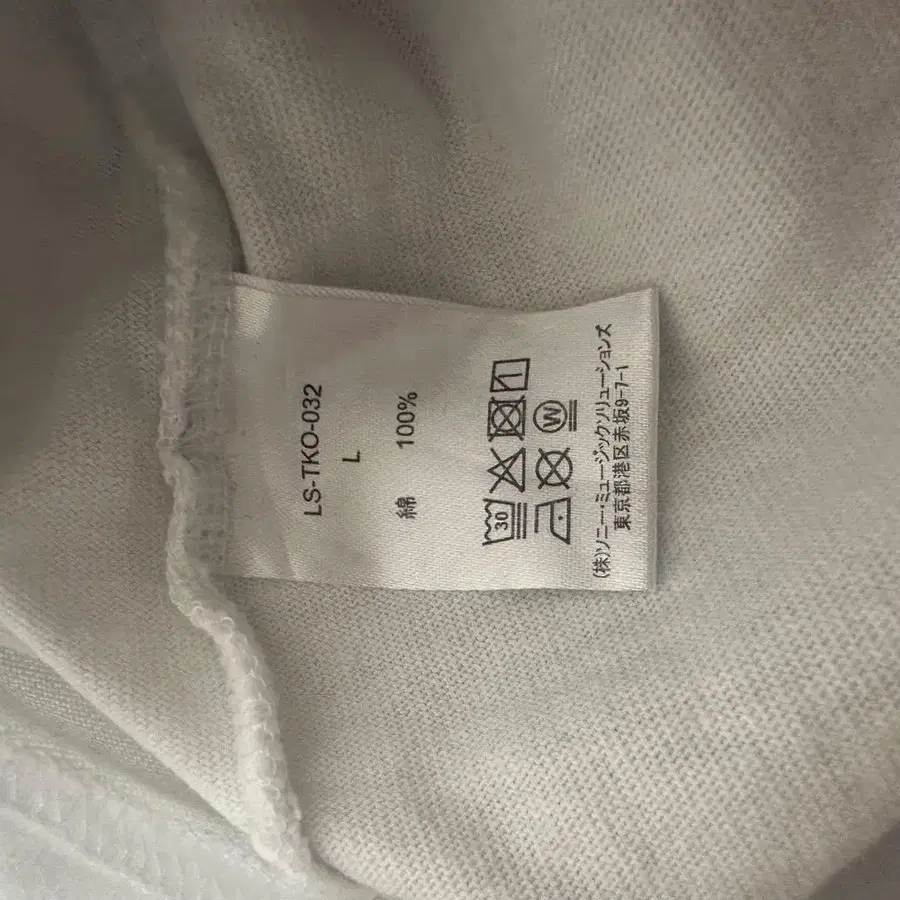 LS-TKO-032
L
綿 100%
30
W
(株)ソニー・ミュージックソリューションズ
東京都港区赤坂9-7-1